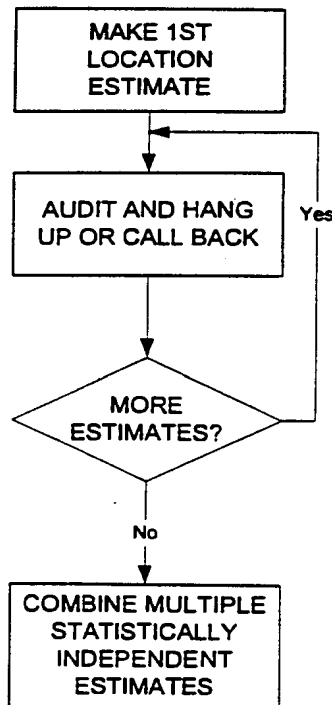 MAKE 1ST
LOCATION
ESTIMATE
AUDIT AND HANG
UP OR CALL BACK
Yes
MORE
ESTIMATES?
No
COMBINE MULTIPLE
STATISTICALLY
INDEPENDENT
ESTIMATES